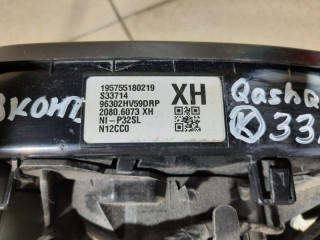 195755180219
S33714
96302HV59DRP
2080.6073 XH
NI-P32SL
N12CC0
XH
QashQ
K 33